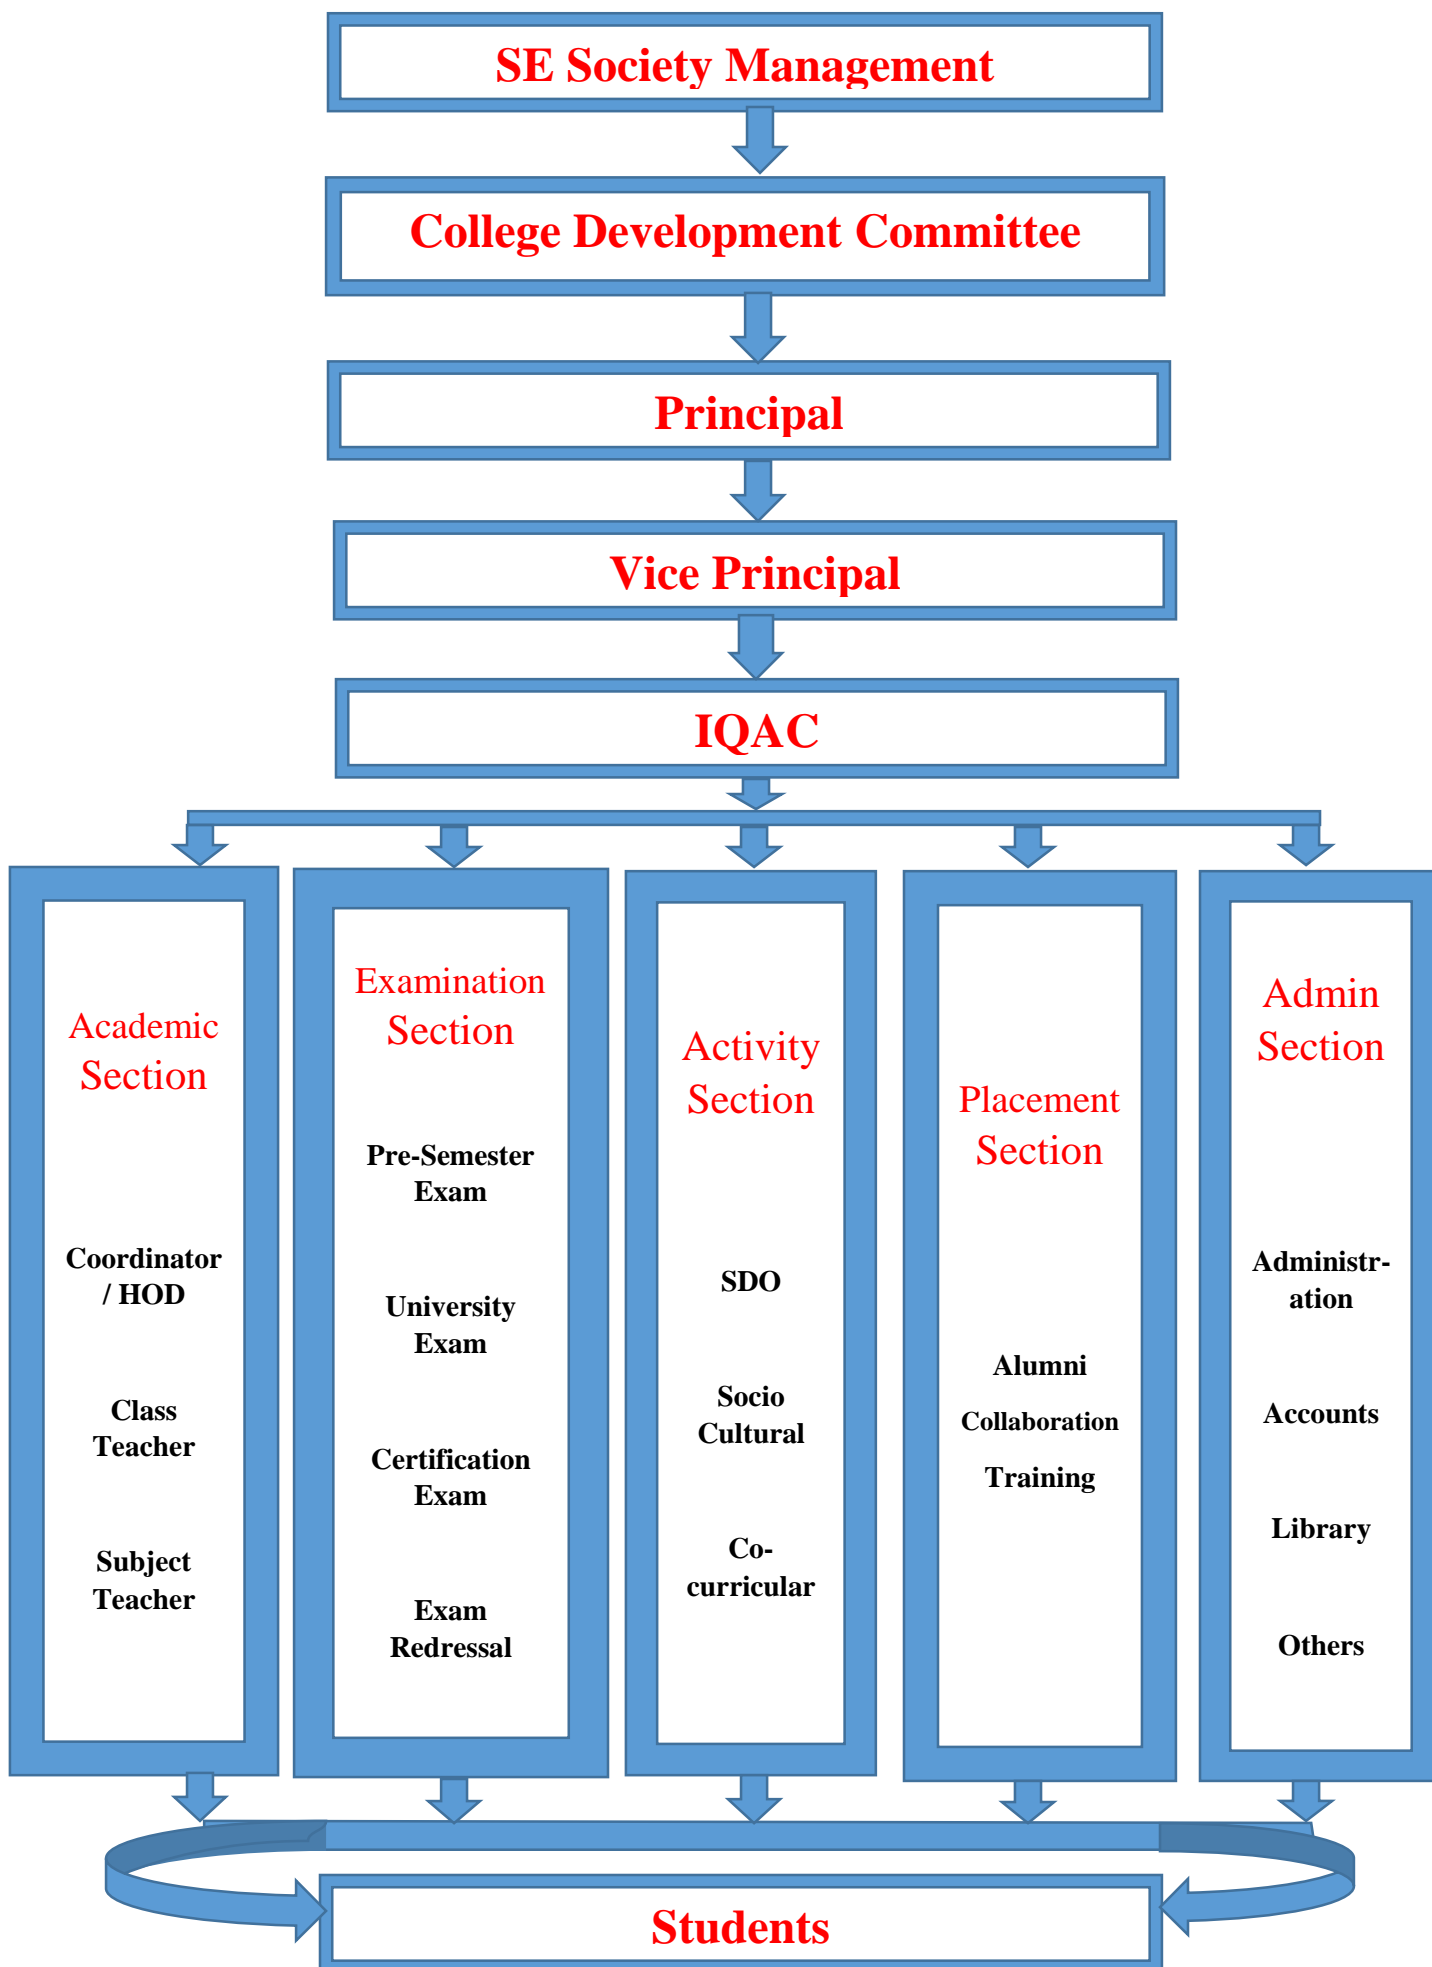 SE Society Management
College Development Committee
Principal
Vice Principal
IQAC
Academic
Section
Coordinator
/ HOD
Class
Teacher
Subject
Teacher
Examination
Section
Pre-Semester
Exam
University
Exam
Certification
Exam
Exam
Redressal
Activity
Section
SDO
Socio
Cultural
Co-
curricular
Placement
Section
Alumni
Collaboration
Training
Admin
Section
Administr-
ation
Accounts
Library
Others
Students